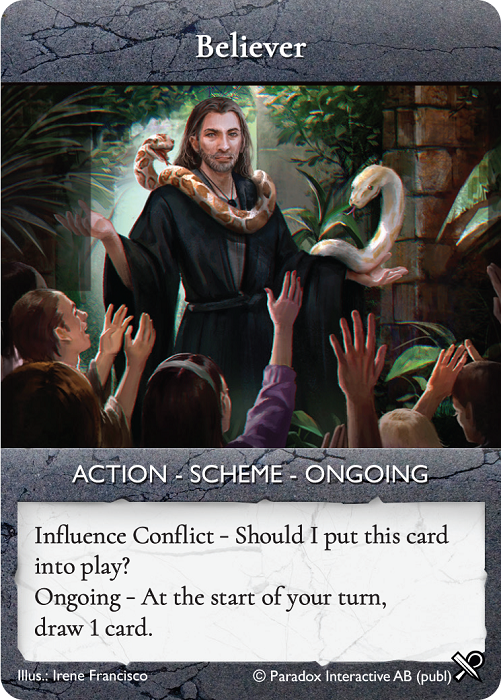 Believer
ACTION - SCHEME - ONGOING
Influence Conflict - Should I put this card
into play?
Ongoing - At the start of your turn,
draw 1 card.
Illus.: Irene Francisco
© Paradox Interactive AB (publ)